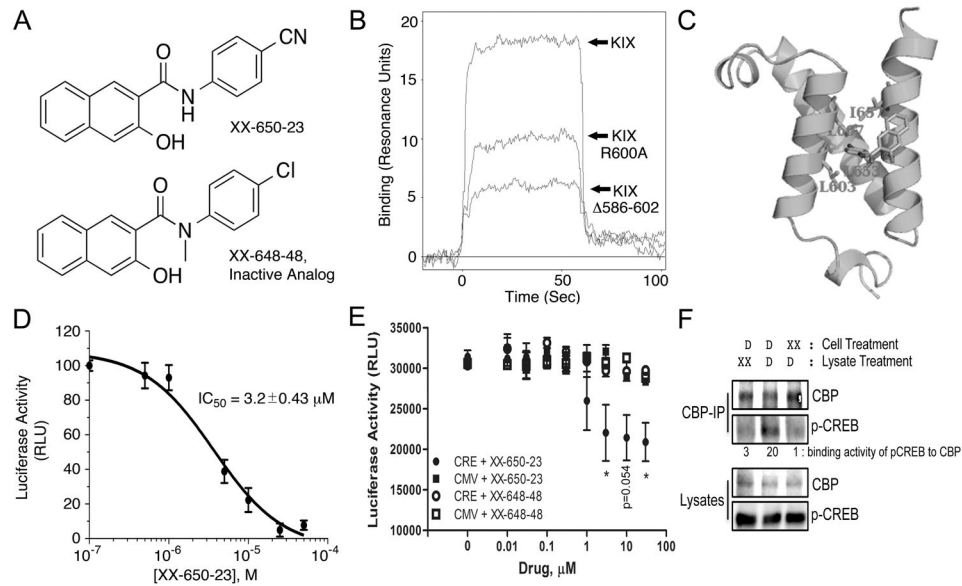 A
O
CN
N
H
OH
XX-650-23
O
Cl
N
OH
XX-648-48,
Inactive Analog
B
Binding (Resonance Units)
20
15
10
5
0
0
50
100
Time (Sec)
KIX
KIX
R600A
KIX
Δ586-602
C
I657
L653
L603
D
Luciferase Activity
(RLU)
120
100
80
60
40
20
0
IC50 = 3.2±0.43 μM
10-7
10-6
10-5
10-4
[XX-650-23], M
E
Luciferase Activity (RLU)
35000
30000
25000
20000
15000
10000
CRE + XX-650-23
CMV + XX-650-23
CRE + XX-648-48
CMV + XX-648-48
*
p=0.054
*
0
0.01
0.1
1
10
100
Drug, μM
F
D D XX : Cell Treatment
XX D D : Lysate Treatment
CBP-IP
CBP
p-CREB
3 20 1 : binding activity of pCREB to CBP
Lysates
CBP
p-CREB